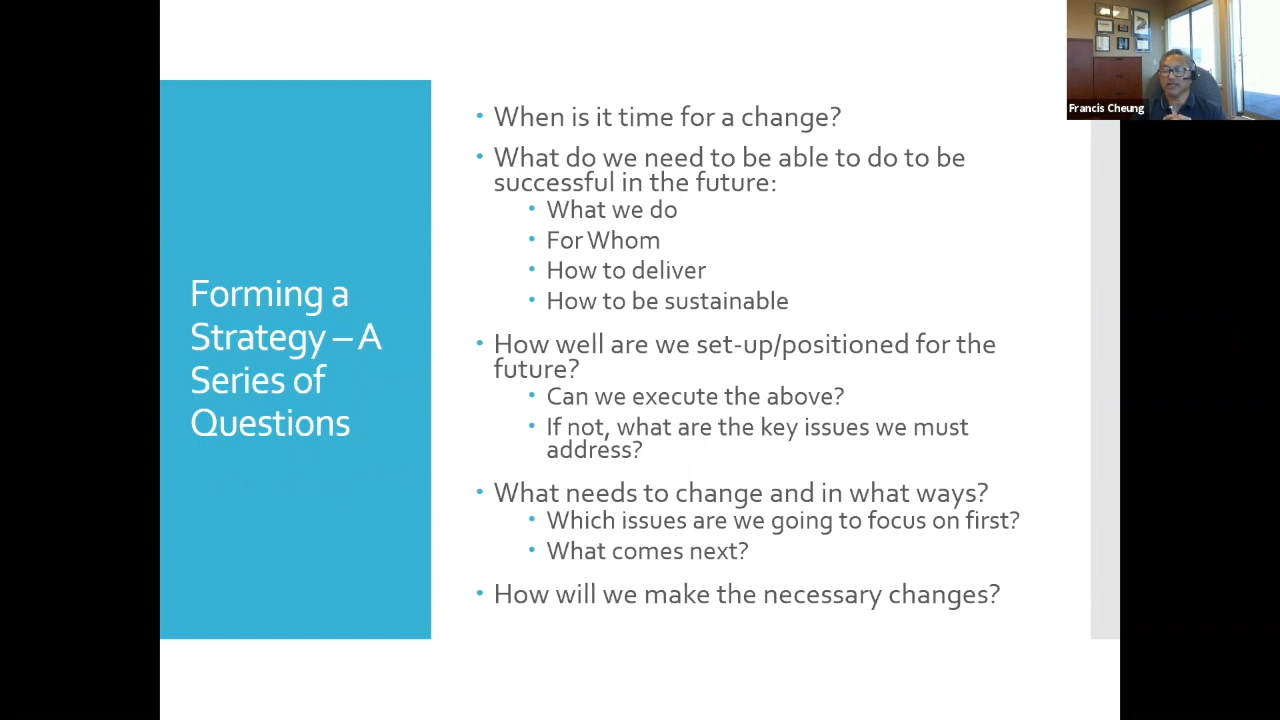 Forming a
Strategy – A
Series of
Questions
• When is it time for a change?
• What do we need to be able to do to be
successful in the future:
• What we do
• For Whom
• How to deliver
• How to be sustainable
• How well are we set-up/positioned for the
future?
• Can we execute the above?
• If not, what are the key issues we must
address?
• What needs to change and in what ways?
• Which issues are we going to focus on first?
• What comes next?
• How will we make the necessary changes?
Francis Cheung